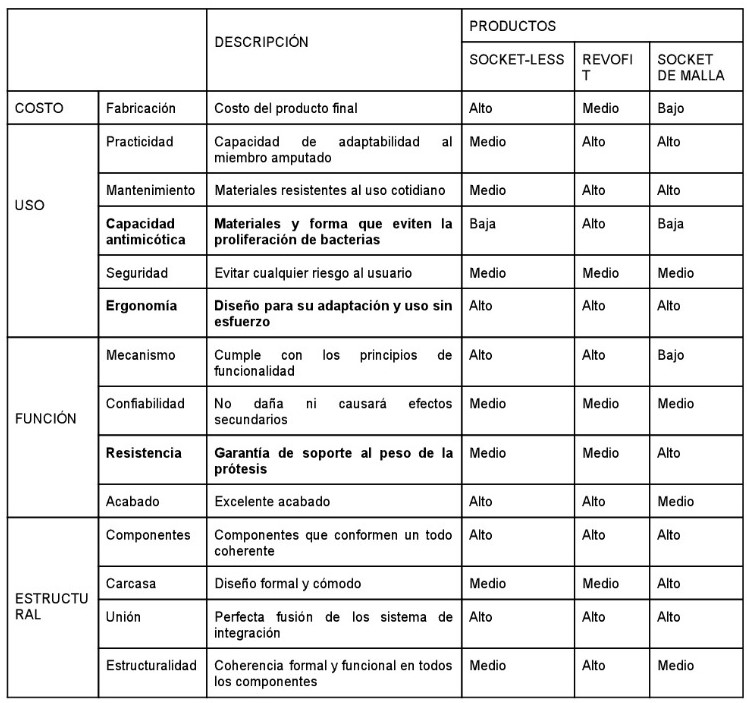 DESCRIPCIÓN
PRODUCTOS
SOCKET-LESS
REVOFI
T
SOCKET
DE MALLA
COSTO
Fabricación
Costo del producto final
Alto
Medio
Bajo
USO
Practicidad
Capacidad de adaptabilidad al
miembro amputado
Medio
Alto
Alto
Mantenimiento
Materiales resistentes al uso cotidiano
Medio
Alto
Alto
Capacidad
antimicótica
Materiales y forma que eviten la
proliferación de bacterias
Baja
Alto
Baja
Seguridad
Evitar cualquier riesgo al usuario
Medio
Medio
Medio
Ergonomía
Diseño para su adaptación y uso sin
esfuerzo
Alto
Alto
Alto
FUNCIÓN
Mecanismo
Cumple con los principios de
funcionalidad
Alto
Alto
Bajo
Confiabilidad
No daña ni causará efectos
secundarios
Medio
Medio
Medio
Resistencia
Garantía de soporte al peso de la
prótesis
Medio
Medio
Alto
Acabado
Excelente acabado
Alto
Alto
Medio
ESTRUCTU
RAL
Componentes
Componentes que conformen un todo
coherente
Alto
Alto
Alto
Carcasa
Diseño formal y cómodo
Medio
Medio
Alto
Unión
Perfecta fusión de los sistema de
integración
Alto
Alto
Alto
Estructuralidad
Coherencia formal y funcional en todos
los componentes
Medio
Alto
Medio